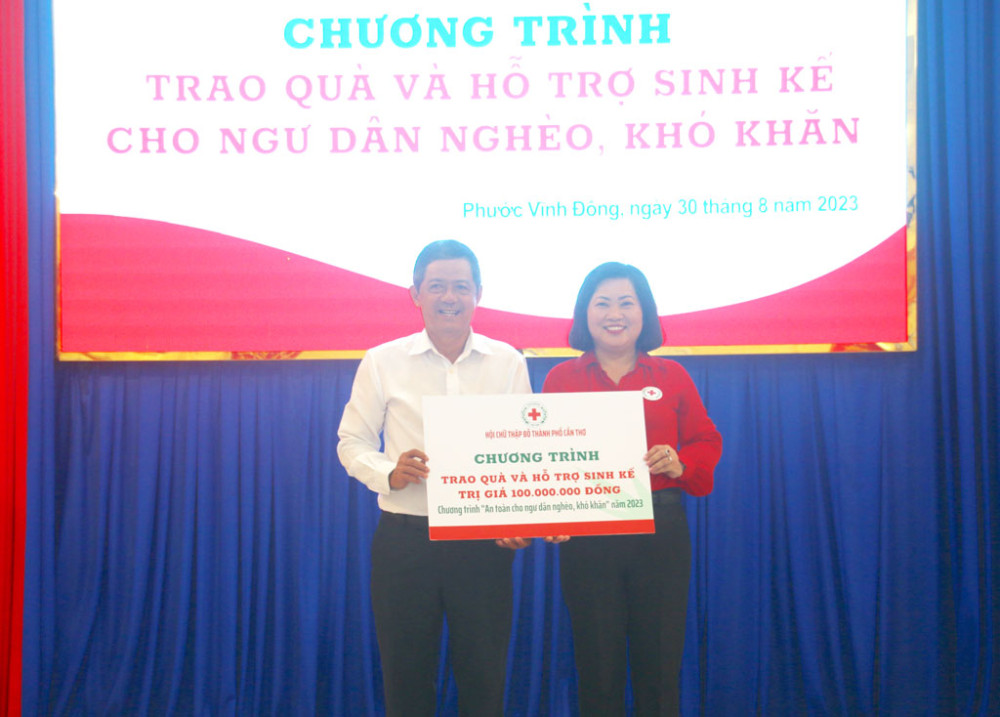 CHƯƠNG TRÌNH
TRAO QUÀ VÀ HỖ TRỢ SINH KẾ
CHO NGƯ DÂN NGHÈO, KHÓ KHĂN
Phước Vĩnh Đông, ngày 30 tháng 8 năm 2023
HỘI CHỮ THẬP ĐỎ THÀNH PHỐ CẦN THƠ
CHƯƠNG TRÌNH
TRAO QUÀ VÀ HỖ TRỢ SINH KẾ
TRỊ GIÁ 100.000.000 ĐỒNG
Chương trình "An toàn cho ngư dân nghèo, khó khăn" năm 2023